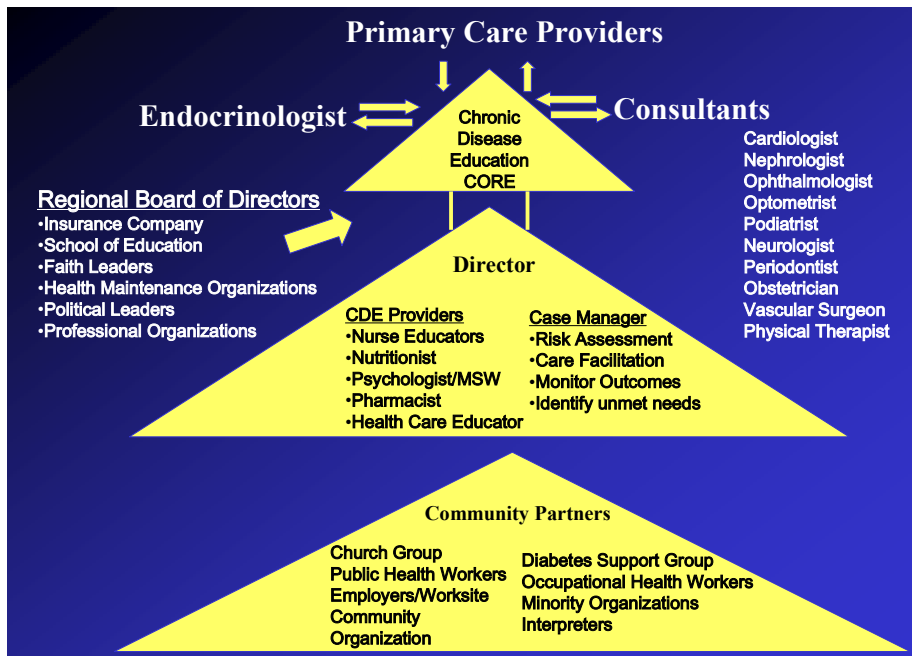 Primary Care Providers
Endocrinologist
Consultants
Chronic
Disease
Education
CORE
Cardiologist
Nephrologist
Ophthalmologist
Optometrist
Podiatrist
Neurologist
Periodontist
Obstetrician
Vascular Surgeon
Physical Therapist
Regional Board of Directors
•Insurance Company
•School of Education
•Faith Leaders
•Health Maintenance Organizations
•Political Leaders
•Professional Organizations
Director
CDE Providers
•Nurse Educators
•Nutritionist
•Psychologist/MSW
•Pharmacist
•Health Care Educator
Case Manager
•Risk Assessment
•Care Facilitation
•Monitor Outcomes
•Identify unmet needs
Community Partners
Church Group
Public Health Workers
Employers/Worksite
Community
Organization
Diabetes Support Group
Occupational Health Workers
Minority Organizations
Interpreters